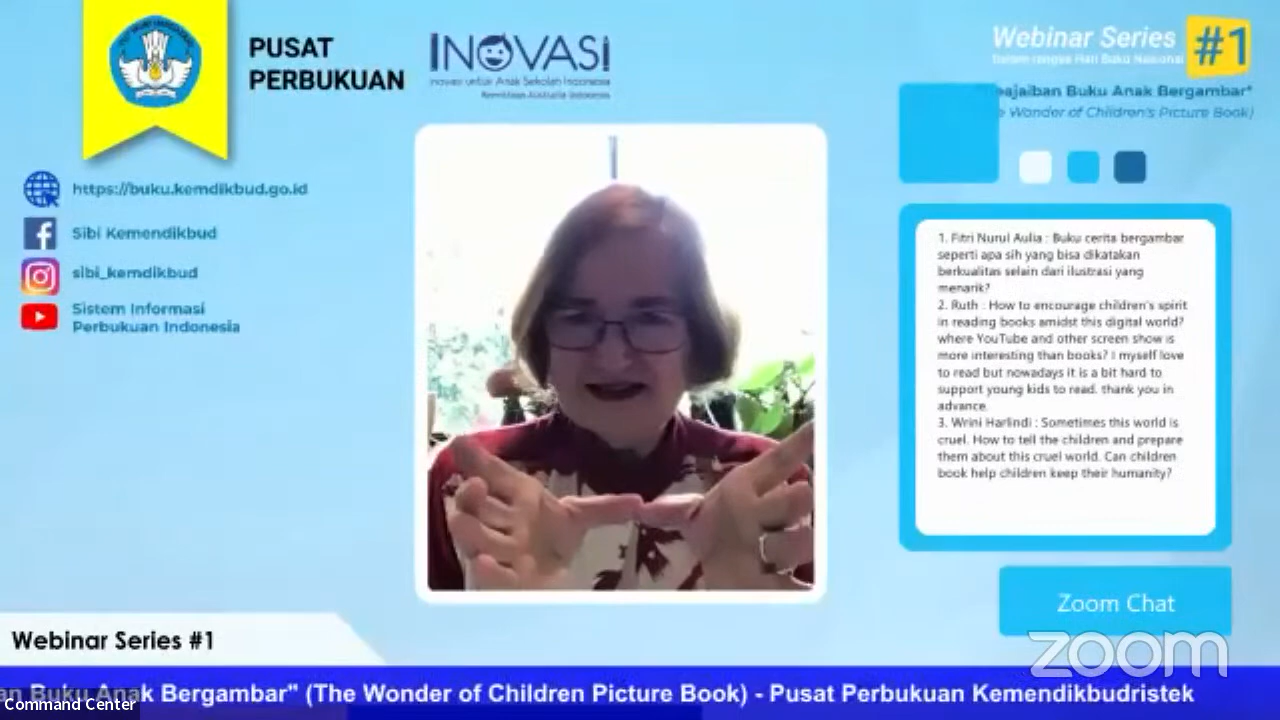 PUSAT
PERBUKUAN
INOVASI
Inovasi untuk Anak Sekolah Indonesia
Kemitraan Australia Indonesia
Webinar Series
#1
Dalam rangka Hari Buku Nasional
ajaiban Buku Anak Bergambar"
Wonder of Children's Picture Book)
https://buku.kemdikbud.go.id
Sibi Kemendikbud
sibi_kemdikbud
Sistem Informasi
Perbukuan Indonesia
1. Fitri Nurul Aulia : Buku cerita bergambar
seperti apa sih yang bisa dikatakan
berkualitas selain dari ilustrasi yang
menarik?
2. Ruth : How to encourage children's spirit
in reading books amidst this digital world?
where YouTube and other screen show is
more interesting than books? I myself love
to read but nowadays it is a bit hard to
support young kids to read. thank you in
advance.
3. Wrini Harlindi : Sometimes this world is
cruel. How to tell the children and prepare
them about this cruel world. Can children
book help children keep their humanity?
Zoom Chat
zoom
Webinar Series #1
an Buku Anak Bergambar" (The Wonder of Children Picture Book) - Pusat Perbukuan Kemendikbudristek
Command Center